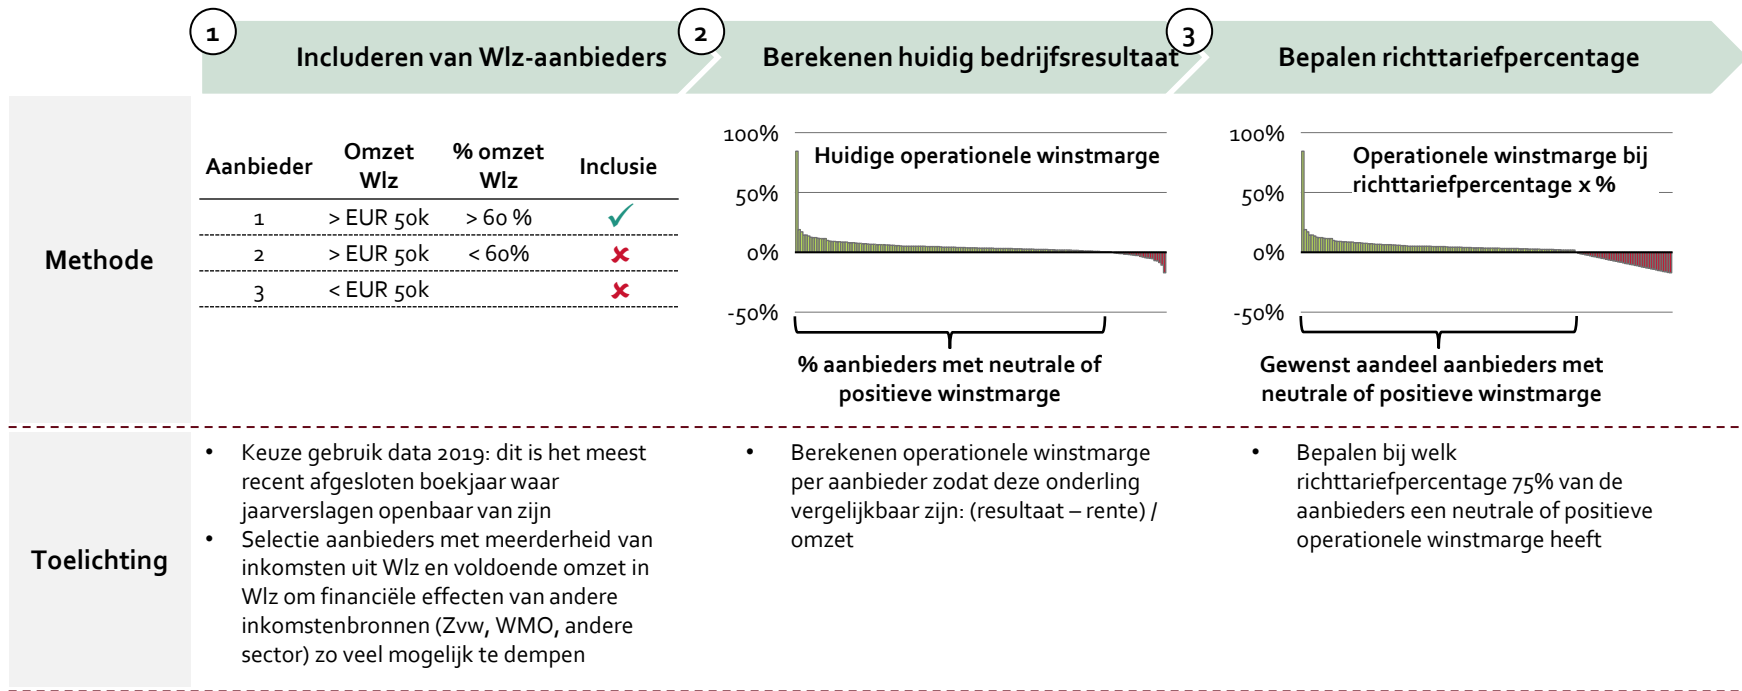 1
Includeren van Wlz-aanbieders
2
Berekenen huidig bedrijfsresultaat
3
Bepalen richttariefpercentage
Methode
Aanbieder
Omzet
Wlz
% omzet
Wlz
Inclusie
1 > EUR 50k > 60 %
2 > EUR 50k < 60%
3 < EUR 50k
100%
50%
0%
-50%
Huidige operationele winstmarge
% aanbieders met neutrale of
positieve winstmarge
100%
50%
0%
-50%
Operationele winstmarge bij
richttariefpercentage x %
Gewenst aandeel aanbieders met
neutrale of positieve winstmarge
Toelichting
• Keuze gebruik data 2019: dit is het meest
recent afgesloten boekjaar waar
jaarverslagen openbaar van zijn
• Selectie aanbieders met meerderheid van
inkomsten uit Wlz en voldoende omzet in
Wlz om financiële effecten van andere
inkomstenbronnen (Zvw, WMO, andere
sector) zo veel mogelijk te dempen
• Berekenen operationele winstmarge
per aanbieder zodat deze onderling
vergelijkbaar zijn: (resultaat – rente) /
omzet
• Bepalen bij welk
richttariefpercentage 75% van de
aanbieders een neutrale of positieve
operationele winstmarge heeft